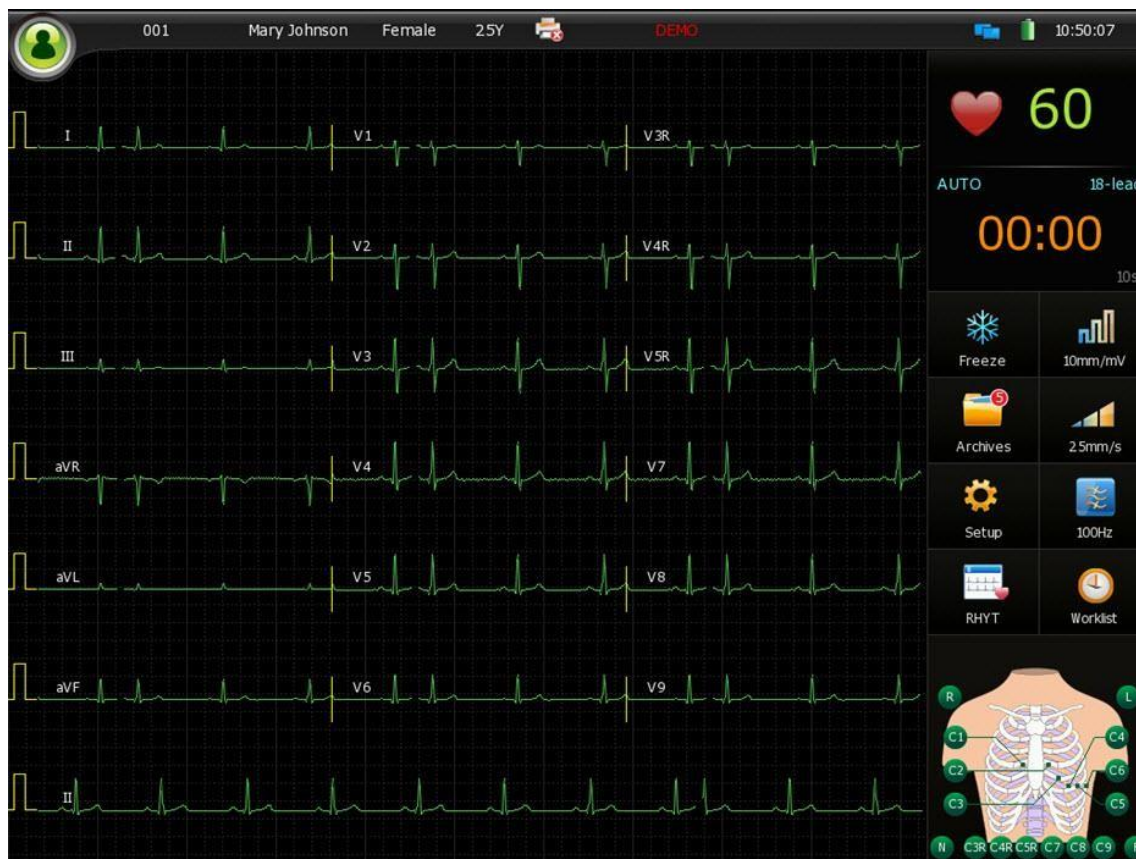 001 Mary Johnson Female 25Y DEMO 10:50:07
60
I V1 V3R
AUTO 18-lead
00:00
II V2 V4R
10s
III V3 V5R
Freeze 10mm/mV
5
Archives 25mm/s
aVR V4 V7
Setup 100Hz
aVL V5 V8
RHYT Worklist
aVF V6 V9
R L
C1 C4
C2 C6
C3 C5
II
N C3R C4R C5R C7 C8 C9